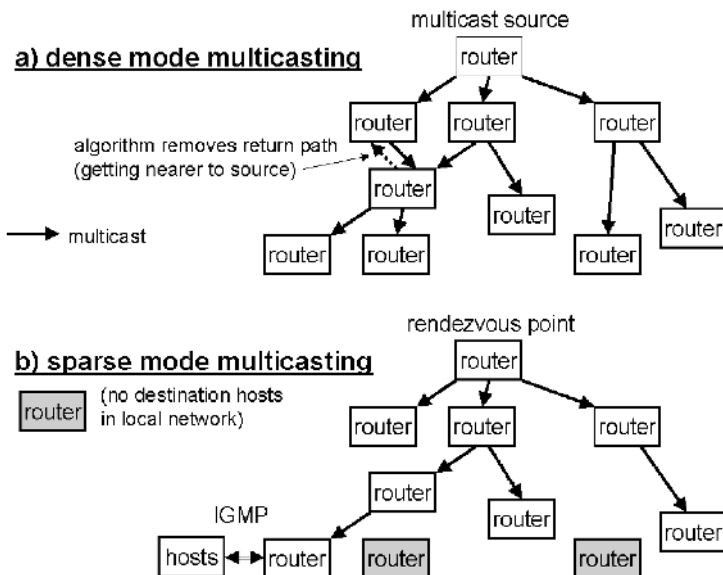 multicast source
a) dense mode multicasting
router
router
router
router
algorithm removes return path
(getting nearer to source)
router
router
router
multicast
router
router
router
rendezvous point
b) sparse mode multicasting
router
router
(no destination hosts
in local network)
router
router
router
router
IGMP
router
router
hosts
router
router
router